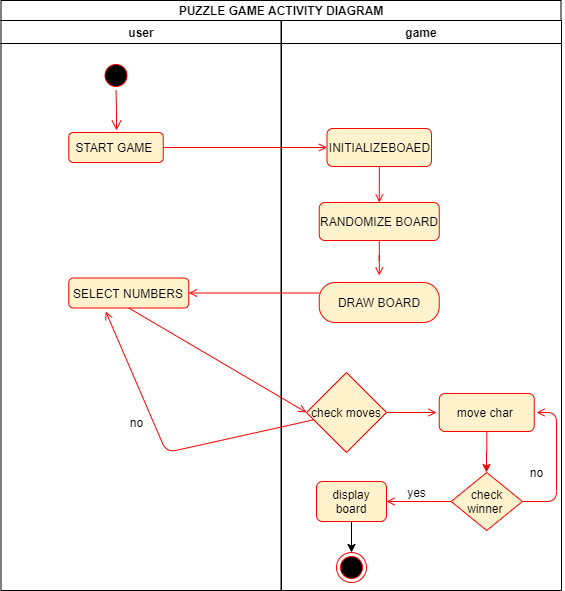 PUZZLE GAME ACTIVITY DIAGRAM
user
game
START GAME
INITIALIZEBOAED
RANDOMIZE BOARD
SELECT NUMBERS
DRAW BOARD
check moves
move char
no
no
display
board
yes
check
winner